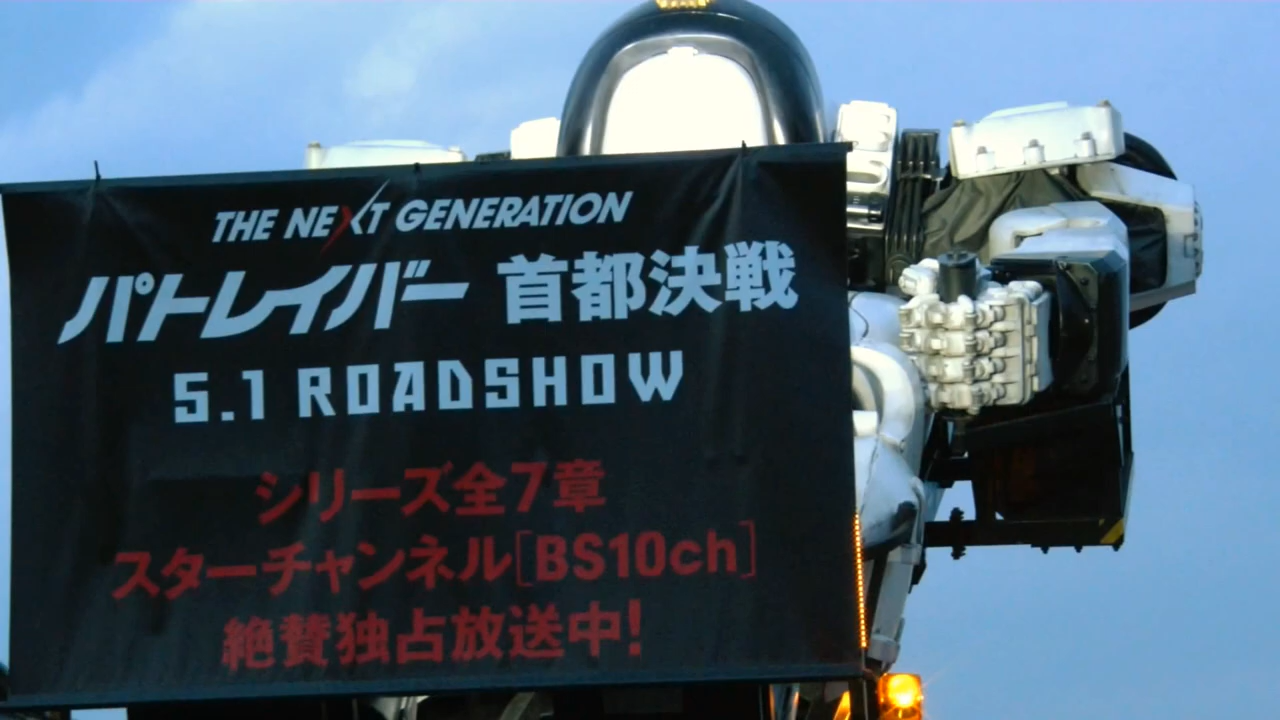 THE NEXT GENERATION
パトレイバー 首都決戦
5.1 ROADSHOW
シリーズ全7章
スターチャンネル[BS10ch]
絶賛独占放送中!